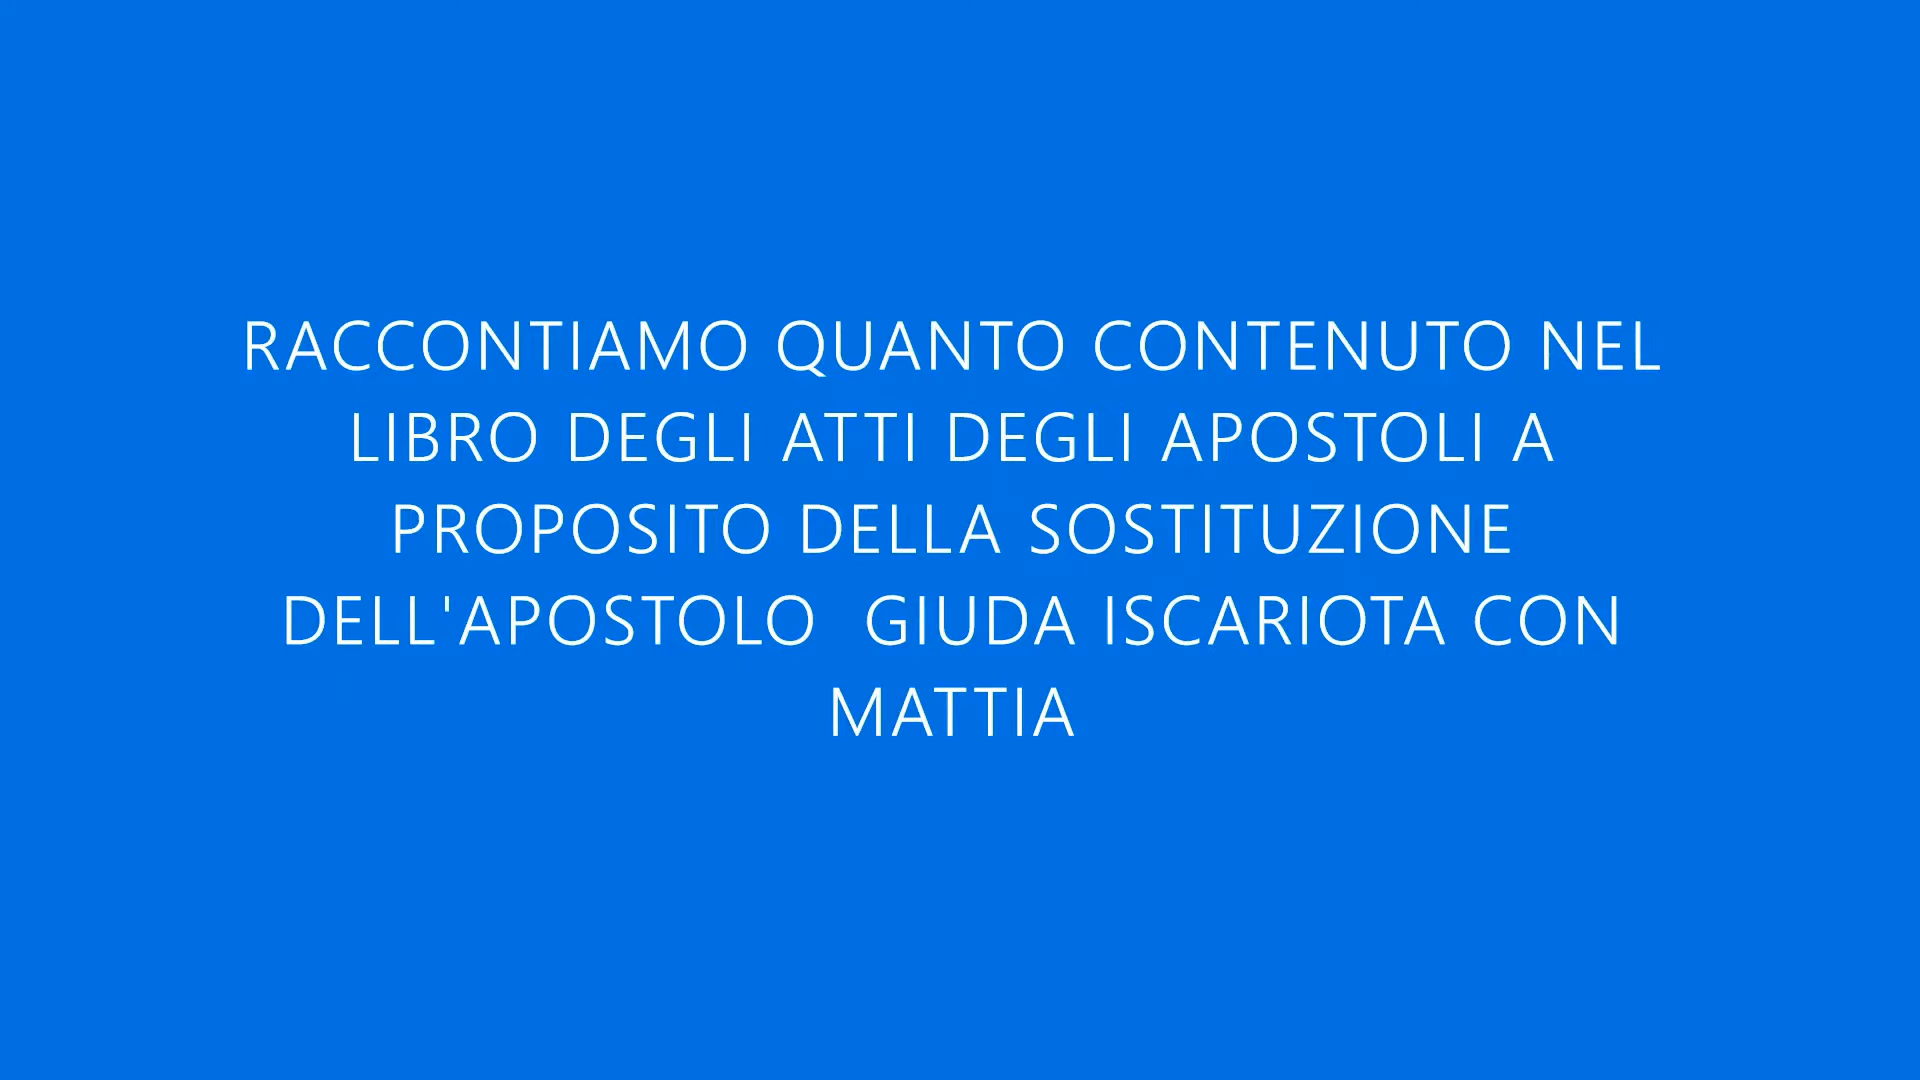 RACCONTIAMO QUANTO CONTENUTO NEL
LIBRO DEGLI ATTI DEGLI APOSTOLI A
PROPOSITO DELLA SOSTITUZIONE
DELL'APOSTOLO  GIUDA ISCARIOTA CON
MATTIA